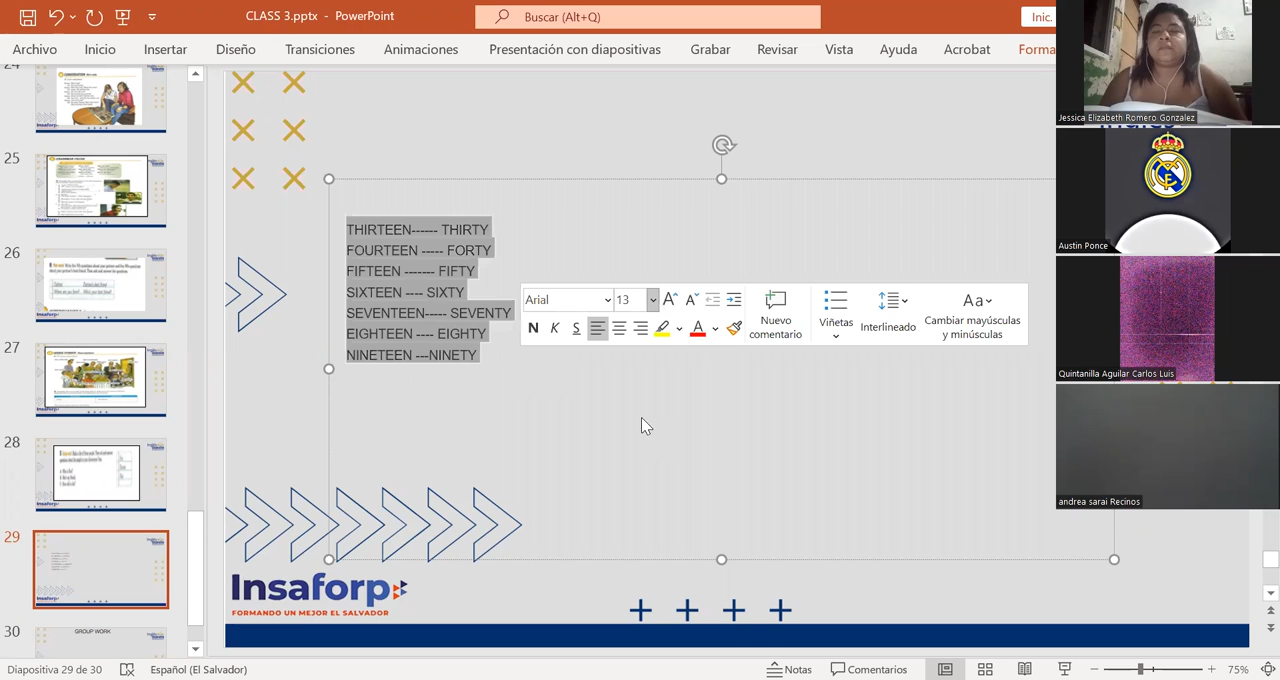 CLASS 3.pptx - PowerPoint
Buscar (Alt+Q)
Inic.
Archivo Inicio Insertar Diseño Transiciones Animaciones Presentación con diapositivas Grabar Revisar Vista Ayuda Acrobat Forma
24
25
26
27
28
29
30
GROUP WORK
THIRTEEN------ THIRTY
FOURTEEN ----- FORTY
FIFTEEN ------- FIFTY
SIXTEEN ---- SIXTY
SEVENTEEN----- SEVENTY
EIGHTEEN ---- EIGHTY
NINETEEN ---NINETY
Arial 13
N K S
Nuevo comentario
Viñetas
Interlineado
Cambiar mayúsculas y minúsculas
Insaforp
FORMANDO UN MEJOR EL SALVADOR
Jessica Elizabeth Romero Gonzalez
Austin Ponce
Quintanilla Aguilar Carlos Luis
andrea sarai Recinos
Diapositiva 29 de 30 Español (El Salvador) Notas Comentarios 75%